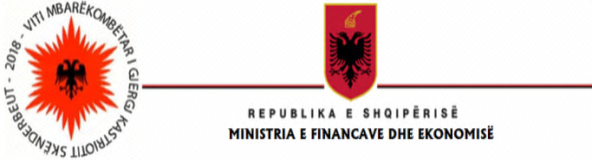 2018 - VITI MBARËKOMBËTAR I GJERGJ KASTRIOTIT SKËNDERBEUT -
REPUBLIKA E SHQIPËRISË
MINISTRIA E FINANCAVE DHE EKONOMISË